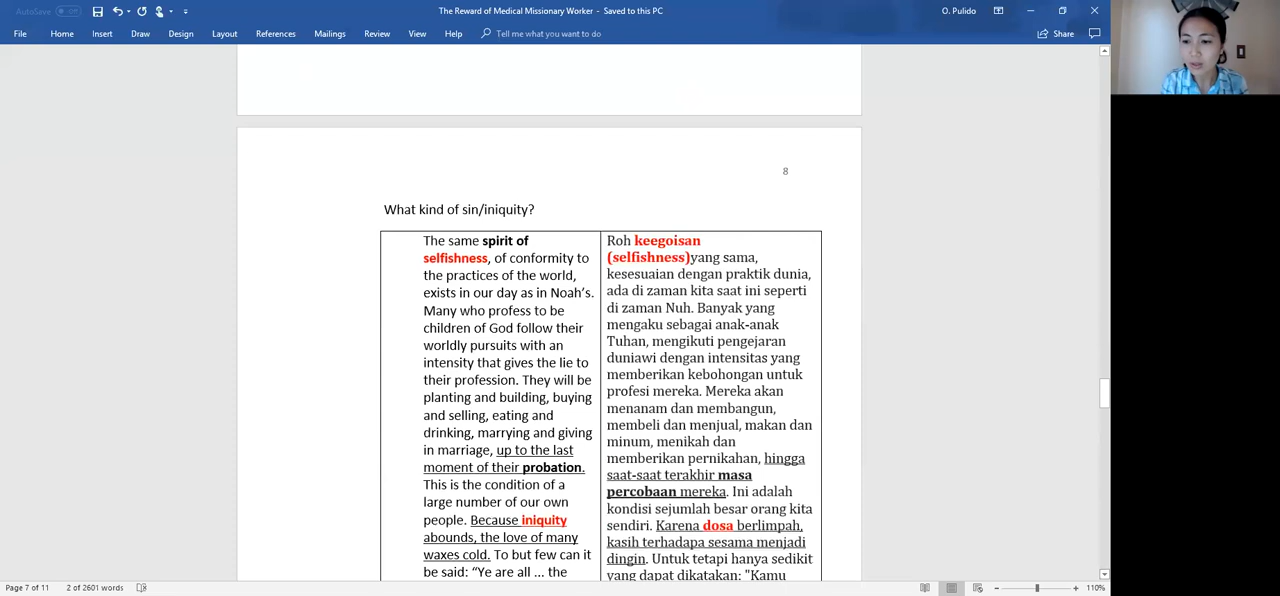 AutoSave Off
The Reward of Medical Missionary Worker - Saved to this PC
O. Pulido
File Home Insert Draw Design Layout References Mailings Review View Help Tell me what you want to do Share
8
What kind of sin/iniquity?
The same spirit of
selfishness, of conformity to
the practices of the world,
exists in our day as in Noah's.
Many who profess to be
children of God follow their
worldly pursuits with an
intensity that gives the lie to
their profession. They will be
planting and building, buying
and selling, eating and
drinking, marrying and giving
in marriage, up to the last
moment of their probation.
This is the condition of a
large number of our own
people. Because iniquity
abounds, the love of many
waxes cold. To but few can it
be said: “Ye are all ... the
Roh keegoisan
(selfishness)yang sama,
kesesuaian dengan praktik dunia,
ada di zaman kita saat ini seperti
di zaman Nuh. Banyak yang
mengaku sebagai anak-anak
Tuhan, mengikuti pengejaran
duniawi dengan intensitas yang
memberikan kebohongan untuk
profesi mereka. Mereka akan
menanam dan membangun,
membeli dan menjual, makan dan
minum, menikah dan
memberikan pernikahan, hingga
saat-saat terakhir masa
percobaan mereka. Ini adalah
kondisi sejumlah besar orang kita
sendiri. Karena dosa berlimpah,
kasih terhadapa sesama menjadi
dingin. Untuk tetapi hanya sedikit
yang dapat dikatakan: "Kamu
Page 7 of 11 2 of 2601 words
110%